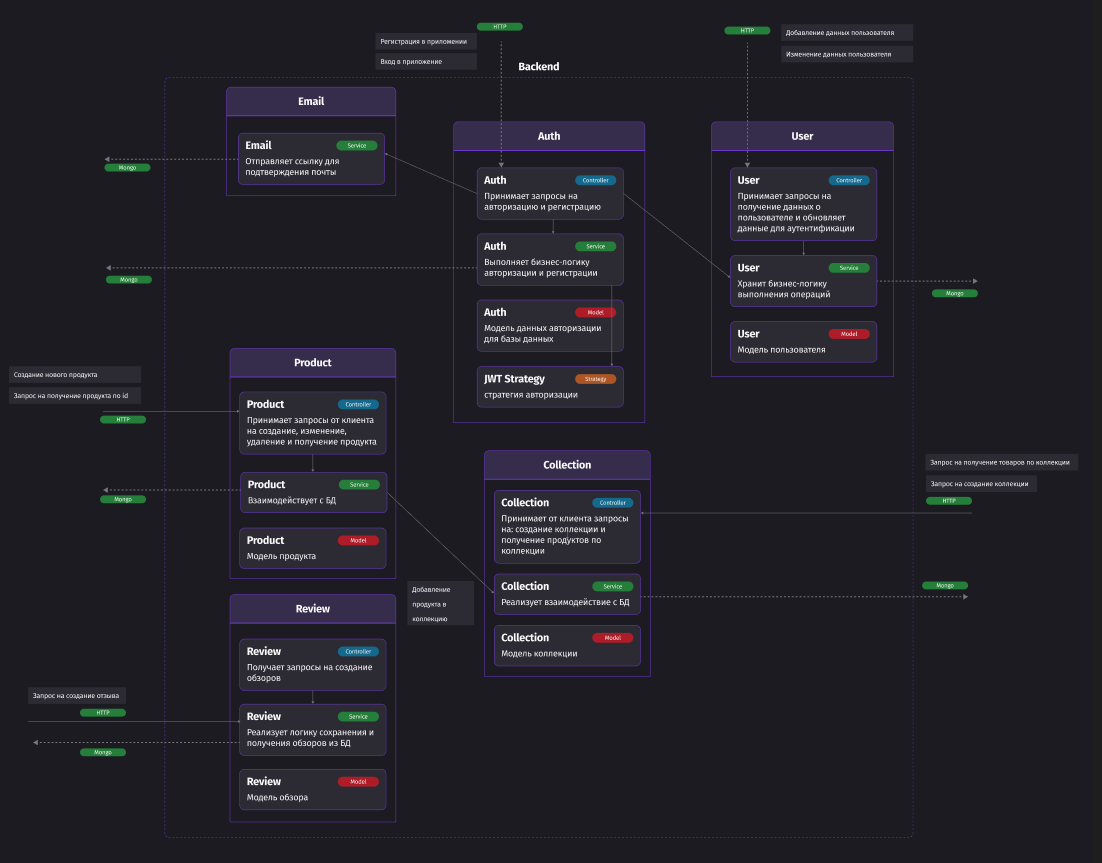 HTTP
Регистрация в приложении
Вход в приложение
HTTP
Добавление данных пользователя
Изменение данных пользователя
Backend
Email
Email
Service
Отправляет ссылку для
подтверждения почты
Mongo
Auth
Auth
Controller
Принимает запросы на
авторизацию и регистрацию
Auth
Service
Выполняет бизнес-логику
авторизации и регистрации
Mongo
Auth
Model
Модель данных авторизации
для базы данных
JWT Strategy
Strategy
стратегия авторизации
User
User
Controller
Принимает запросы на
получение данных о
пользователе и обновляет
данные для аутентификации
User
Service
Хранит бизнес-логику
выполнения операций
Mongo
User
Model
Модель пользователя
Создание нового продукта
Запрос на получение продукта по id
HTTP
Product
Product
Controller
Принимает запросы от клиента
на создание, изменение,
удаление и получение продукта
Product
Service
Взаимодействует с БД
Mongo
Product
Model
Модель продукта
Добавление
продукта в
коллекцию
Collection
Collection
Controller
Принимает от клиента запросы
на: создание коллекции и
получение продуктов по
коллекции
Collection
Service
Реализует взаимодействие с БД
Collection
Model
Модель коллекции
Запрос на получение товаров по коллекции
Запрос на создание коллекции
HTTP
Mongo
Review
Review
Controller
Получает запросы на создание
обзоров
Review
Service
Реализует логику сохранения и
получения обзоров из БД
Review
Model
Модель обзора
Запрос на создание отзыва
HTTP
Mongo